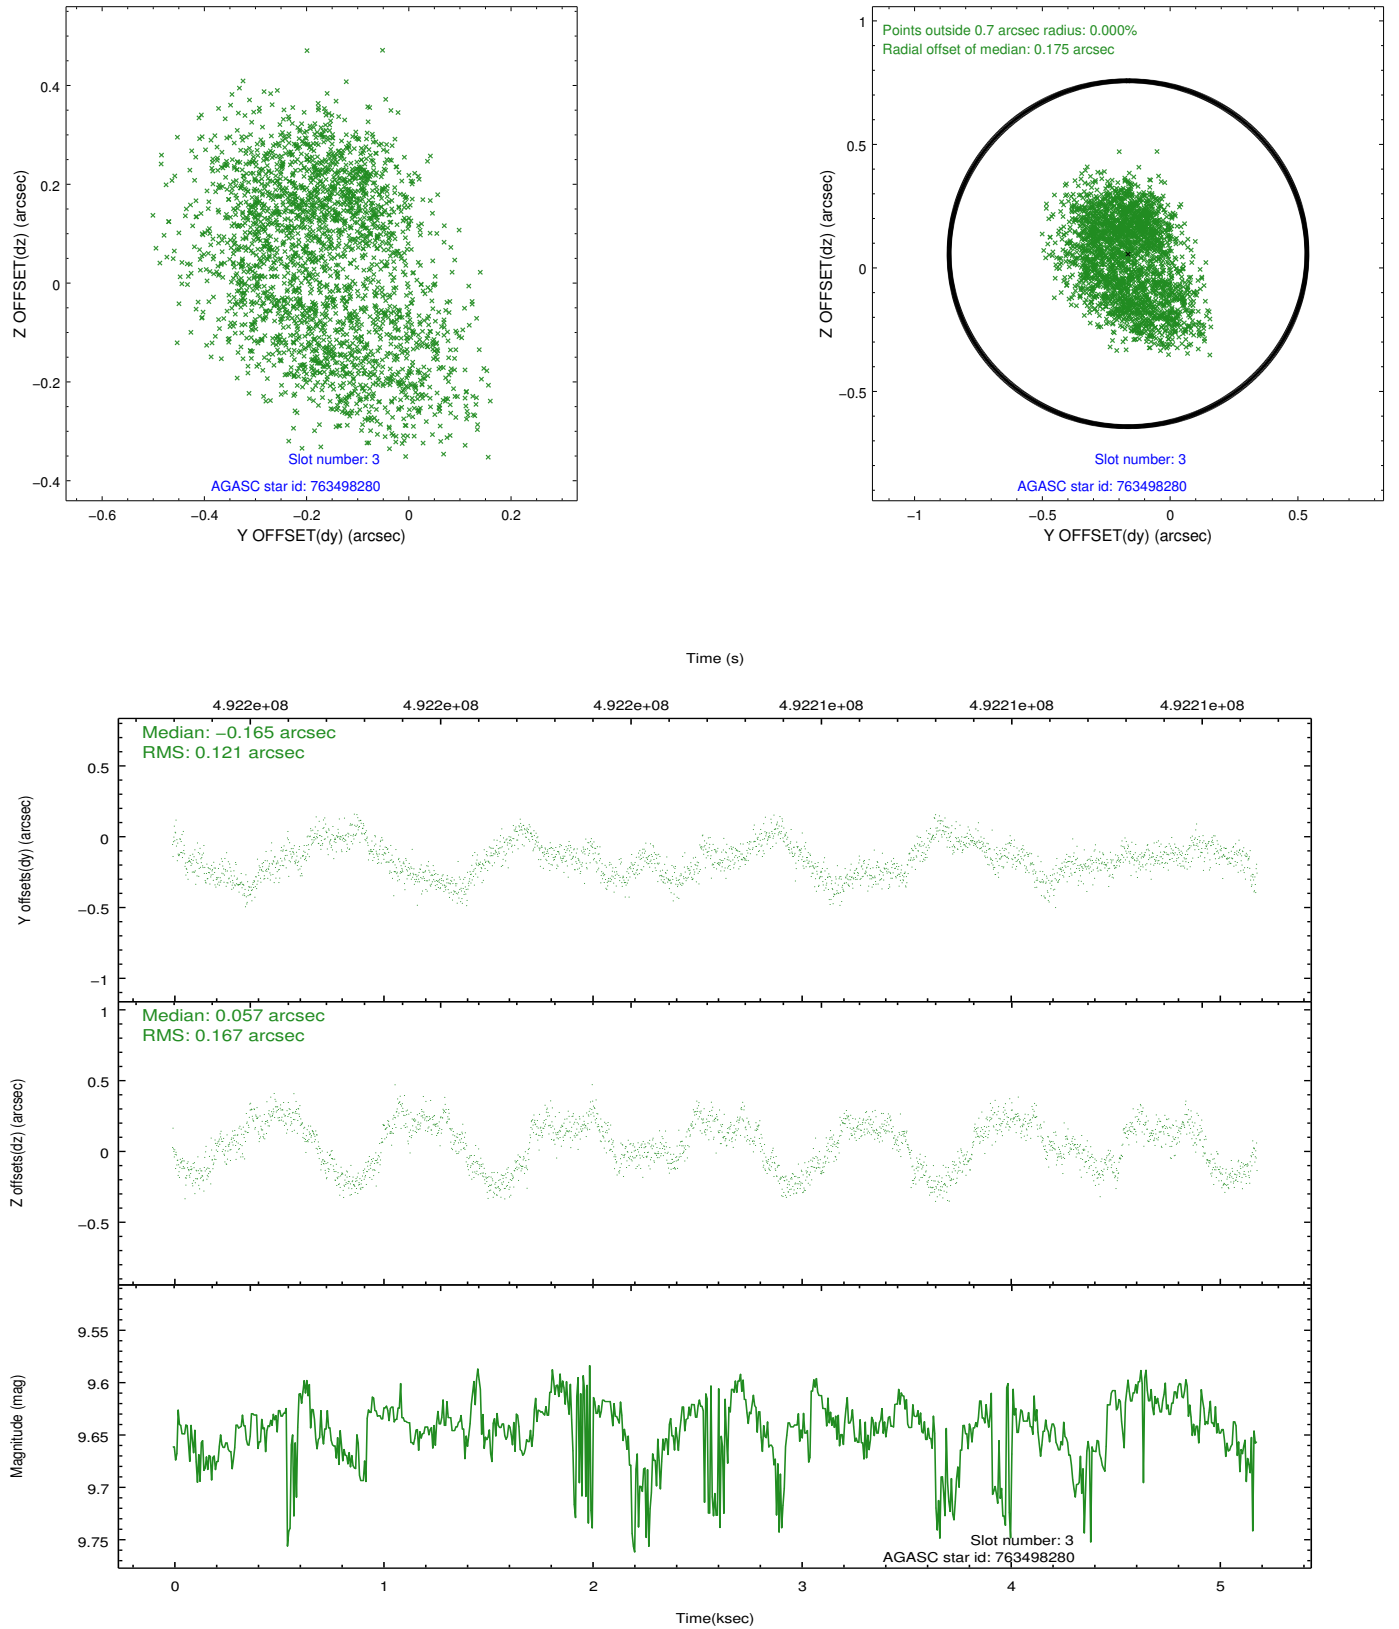 0.4
0.2
0
−0.2
−0.4
Z OFFSET(dz) (arcsec)
Slot number: 3
AGASC star id: 763498280
−0.6
−0.4
−0.2
0
0.2
Y OFFSET(dy) (arcsec)
Points outside 0.7 arcsec radius: 0.000%
Radial offset of median: 0.175 arcsec
1
0.5
0
−0.5
Z OFFSET(dz) (arcsec)
Slot number: 3
AGASC star id: 763498280
−1
−0.5
0
0.5
Y OFFSET(dy) (arcsec)
Time (s)
4.922e+08
4.922e+08
4.922e+08
4.9221e+08
4.9221e+08
4.9221e+08
Median: −0.165 arcsec
RMS: 0.121 arcsec
0.5
0
−0.5
−1
Y offsets(dy) (arcsec)
Median: 0.057 arcsec
RMS: 0.167 arcsec
1
0.5
0
−0.5
Z offsets(dz) (arcsec)
9.55
9.6
9.65
9.7
9.75
Magnitude (mag)
Slot number: 3
AGASC star id: 763498280
0
1
2
3
4
5
Time(ksec)